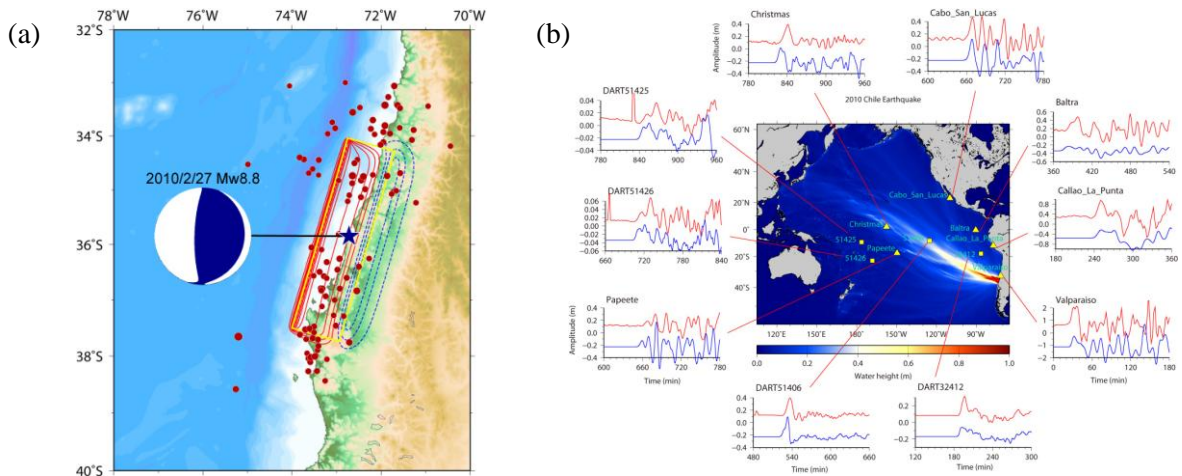 (a)
78°W 76°W 74°W 72°W 70°W
32°S
34°S
36°S
38°S
40°S
2010/2/27 Mw8.8
(b)
Christmas
Amplitude (m)
0.6
0.4
0.2
0.0
−0.2
−0.4
780 840 900 960
Cabo_San_Lucas
0.4
0.2
0.0
−0.2
−0.4
600 660 720 780
2010 Chile Earthquake
DART51425
0.04
0.02
0.00
−0.02
−0.04
780 840 900 960
Baltra
0.6
0.4
0.2
0.0
−0.2
−0.4
−0.6
360 420 480 540
DART51426
0.06
0.04
0.02
0.00
−0.02
−0.04
660 720 780 840
Callao_La_Punta
0.8
0.4
0.0
−0.4
−0.8
180 240 300 360
Papeete
Amplitude (m)
0.4
0.2
0.0
−0.2
−0.4
600 660 720 780
Time (min)
Valparaiso
2
1
0
−1
−2
0 60 120 180
Time (min)
60°N
40°N
20°N
0°
20°S
40°S
120°E 150°E 180° 150°W 120°W 90°W
Cabo_San_Lucas
Christmas
Baltra
51425
Callao_La_Punta
Papeete
51426
0.0 0.2 0.4 0.6 0.8 1.0
Water height (m)
DART51406
0.4
0.2
0.0
−0.2
−0.4
480 540 600 660
Time (min)
DART32412
0.2
0.0
−0.2
120 180 240 300
Time (min)